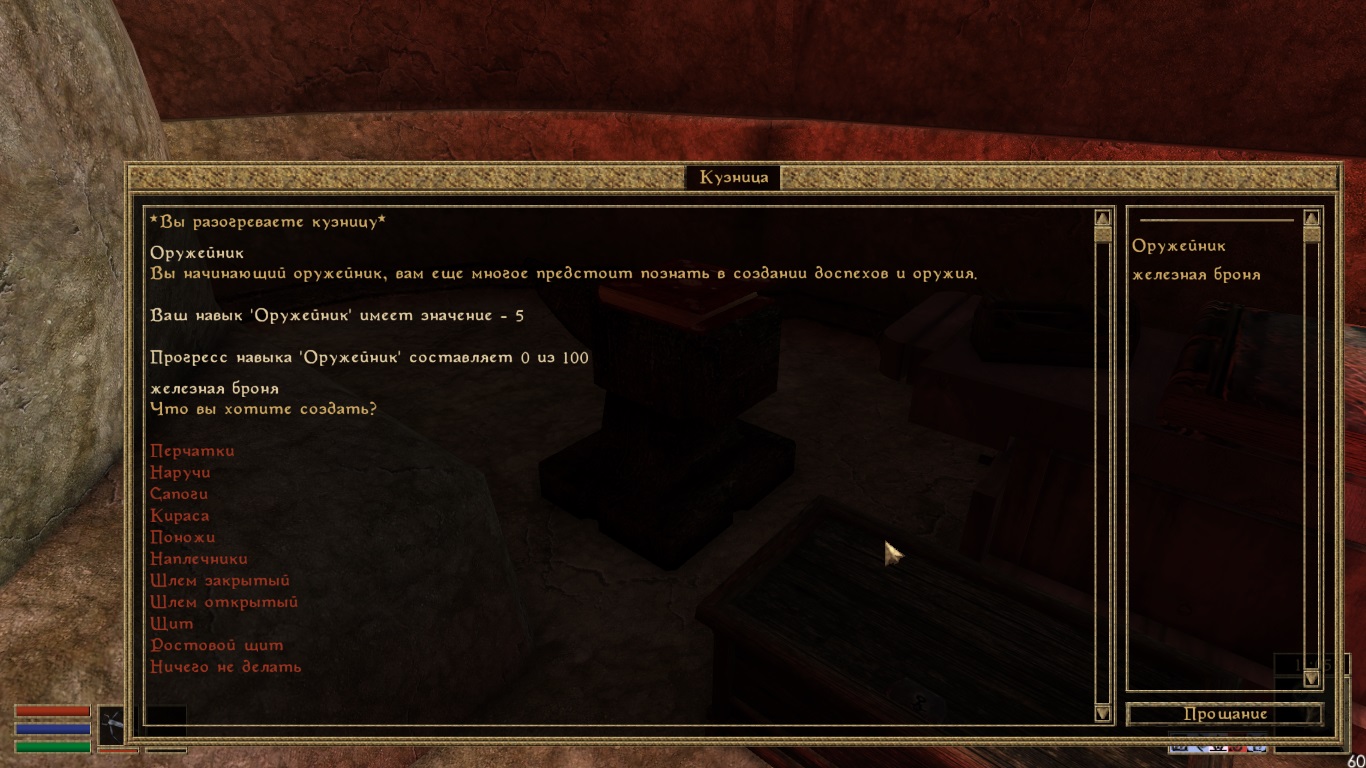 Кузница
*Вы разогреваете кузницу*
Оружейник
Вы начинающий оружейник, вам еще многое предстоит познать в создании доспехов и оружия.
Ваш навык 'Оружейник' имеет значение - 5
Прогресс навыка 'Оружейник' составляет 0 из 100
железная броня
Что вы хотите создать?
Перчатки
Наручи
Сапоги
Кираса
Поножи
Наплечники
Шлем закрытый
Шлем открытый
Щит
Ростовой щит
Ничего не делать
Оружейник
железная броня
Прощание
60